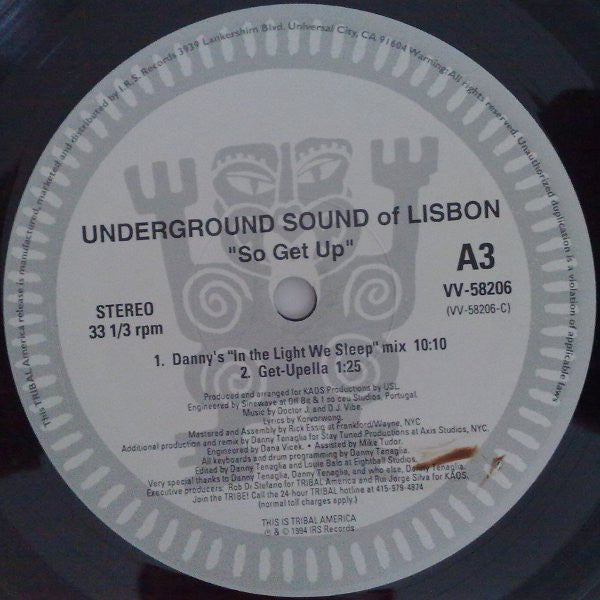 This TRIBAL America release is manufactured, marketed and distributed by I.R.S. Records 3939 Lankershim Blvd. Universal City, CA 91604 Warning: All rights reserved. Unauthorized duplication is a violation of applicable laws
UNDERGROUND SOUND of LISBON
"So Get Up"
A3
STEREO
33 1/3 rpm
VV-58206
(VV-58206-C)
1. Danny's "In the Light We Sleep" mix 10:10
2. Get-Upella 1:25
Produced and arranged for KAOS Productions by USL.
Engineered by Sinewave at Off Bit & I so ceu Studios, Portugal.
Music by Doctor J. and D.J. Vibe.
Lyrics by Korvorwong.
Mastered and Assembly by Rick Essig at Frankford/Wayne, NYC
Additional production and remix by Danny Tenaglia for Stay Tuned Productions at Axis Studios, NYC.
Engineered by Dana Vicek. • Assisted by Mike Tudor.
All keyboards and drum programming by Danny Tenaglia.
Edited by Danny Tenaglia and Louie Balo at Eightball Studios.
Very special thanks to Danny Tenaglia, Danny Tenaglia, and who else, Danny Tenaglia.
Executive producers: Rob Di Stefano for TRIBAL America and Rui Jorge Silva for KAOS.
Join the TRIBE! Call the 24-hour TRIBAL hotline at 415-979-4874
(normal toll charges apply.)
THIS IS TRIBAL AMERICA
℗ & © 1994 IRS Records